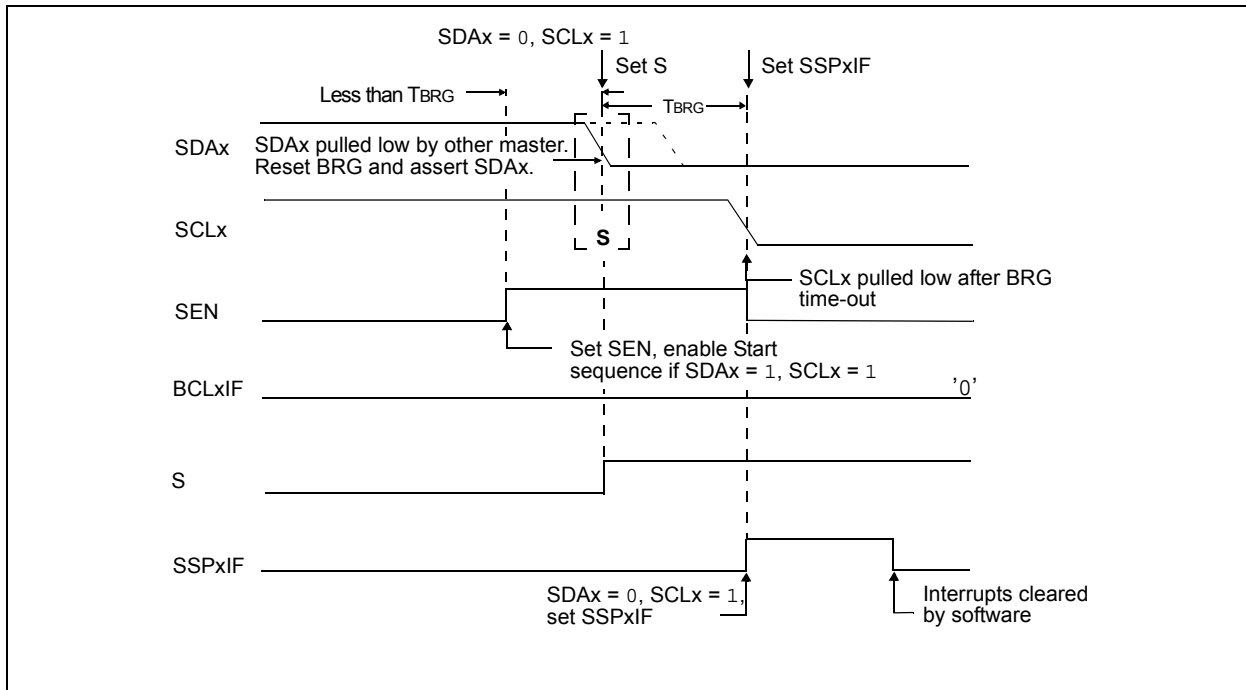 SDAx = 0, SCLx = 1
Set S
Set SSPxIF
Less than TBRG
TBRG
SDAx
SDAx pulled low by other master.
Reset BRG and assert SDAx.
SCLx
S
SCLx pulled low after BRG
time-out
SEN
Set SEN, enable Start
sequence if SDAx = 1, SCLx = 1
BCLxIF
'0'
S
SSPxIF
SDAx = 0, SCLx = 1,
set SSPxIF
Interrupts cleared
by software